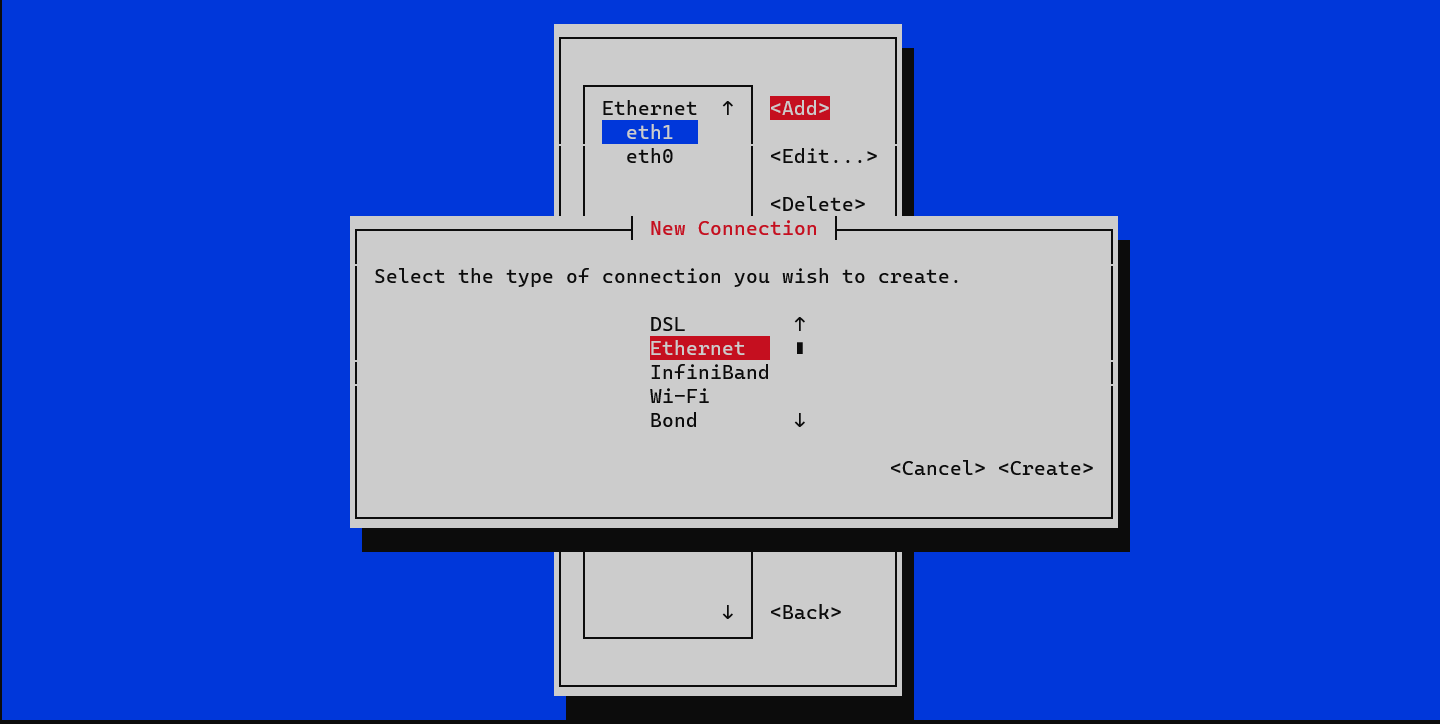 Ethernet ↑ <Add>
eth1
eth0 <Edit...>
<Delete>
New Connection
Select the type of connection you wish to create.
DSL ↑
Ethernet
InfiniBand
Wi-Fi
Bond ↓
<Cancel> <Create>
↓ <Back>